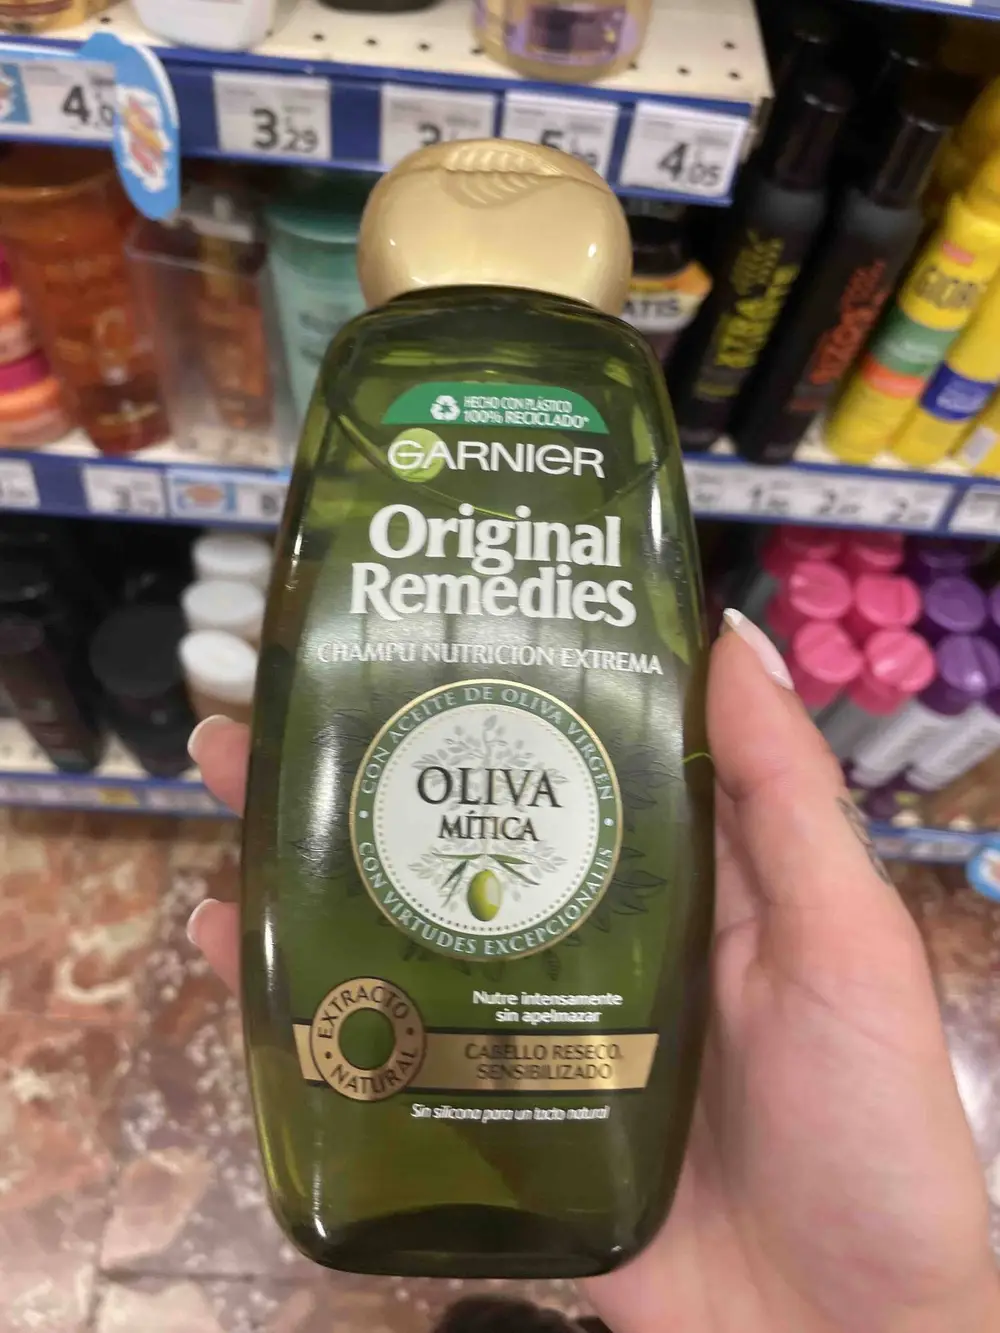 3,29
4,05
HECHO CON PLÁSTICO
100% RECICLADO*
GARNIER
Original
Remedies
CHAMPU NUTRICION EXTREMA
CON ACEITE DE OLIVA VIRGEN
OLIVA
MÍTICA
CON VIRTUDES EXCEPCIONALES
EXTRACTO
NATURAL
Nutre intensamente
sin apelmazar
CABELLO RESECO,
SENSIBILIZADO
Sin silicona para un tacto natural